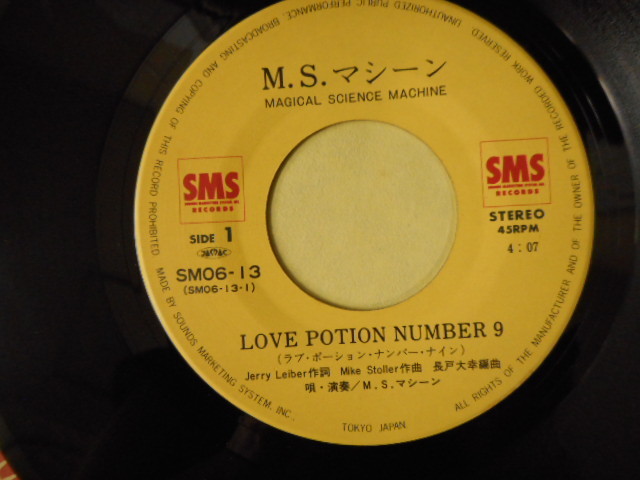 UNAUTHORIZED PUBLIC PERFORMANCE, BROADCASTING AND COPYING OF THIS RECORD PROHIBITED
M.S.マシーン
MAGICAL SCIENCE MACHINE
SMS
RECORDS
SMS
RECORDS
SIDE 1
JASRAC
STEREO
45RPM
SM06-13
(SM06-13-1)
4:07
LOVE POTION NUMBER 9
(ラブ・ポーション・ナンバー・ナイン)
Jerry Leiber作詞 Mike Stoller作曲 長戸大幸編曲
唄・演奏/M.S.マシーン
MADE BY SOUNDS MARKETING SYSTEM, INC.
TOKYO JAPAN.
ALL RIGHTS OF THE MANUFACTURER AND OF THE OWNER OF THE RECORDED WORK RESERVED.